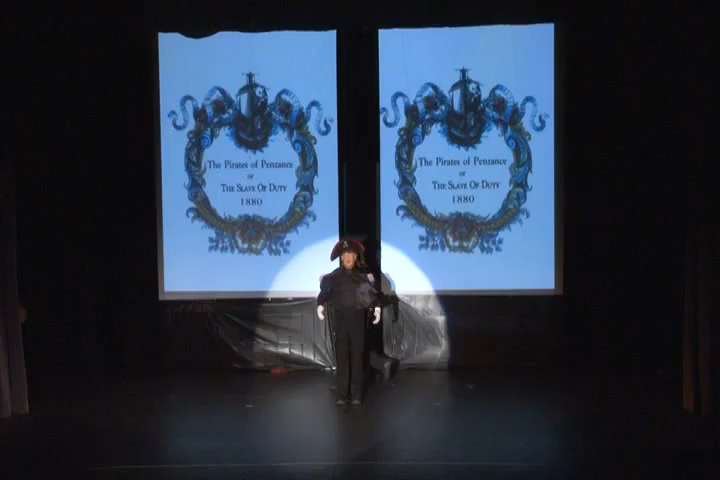 The Pirates of Penzance
or
The Slave Of Duty
1880
The Pirates of Penzance
or
The Slave Of Duty
1880